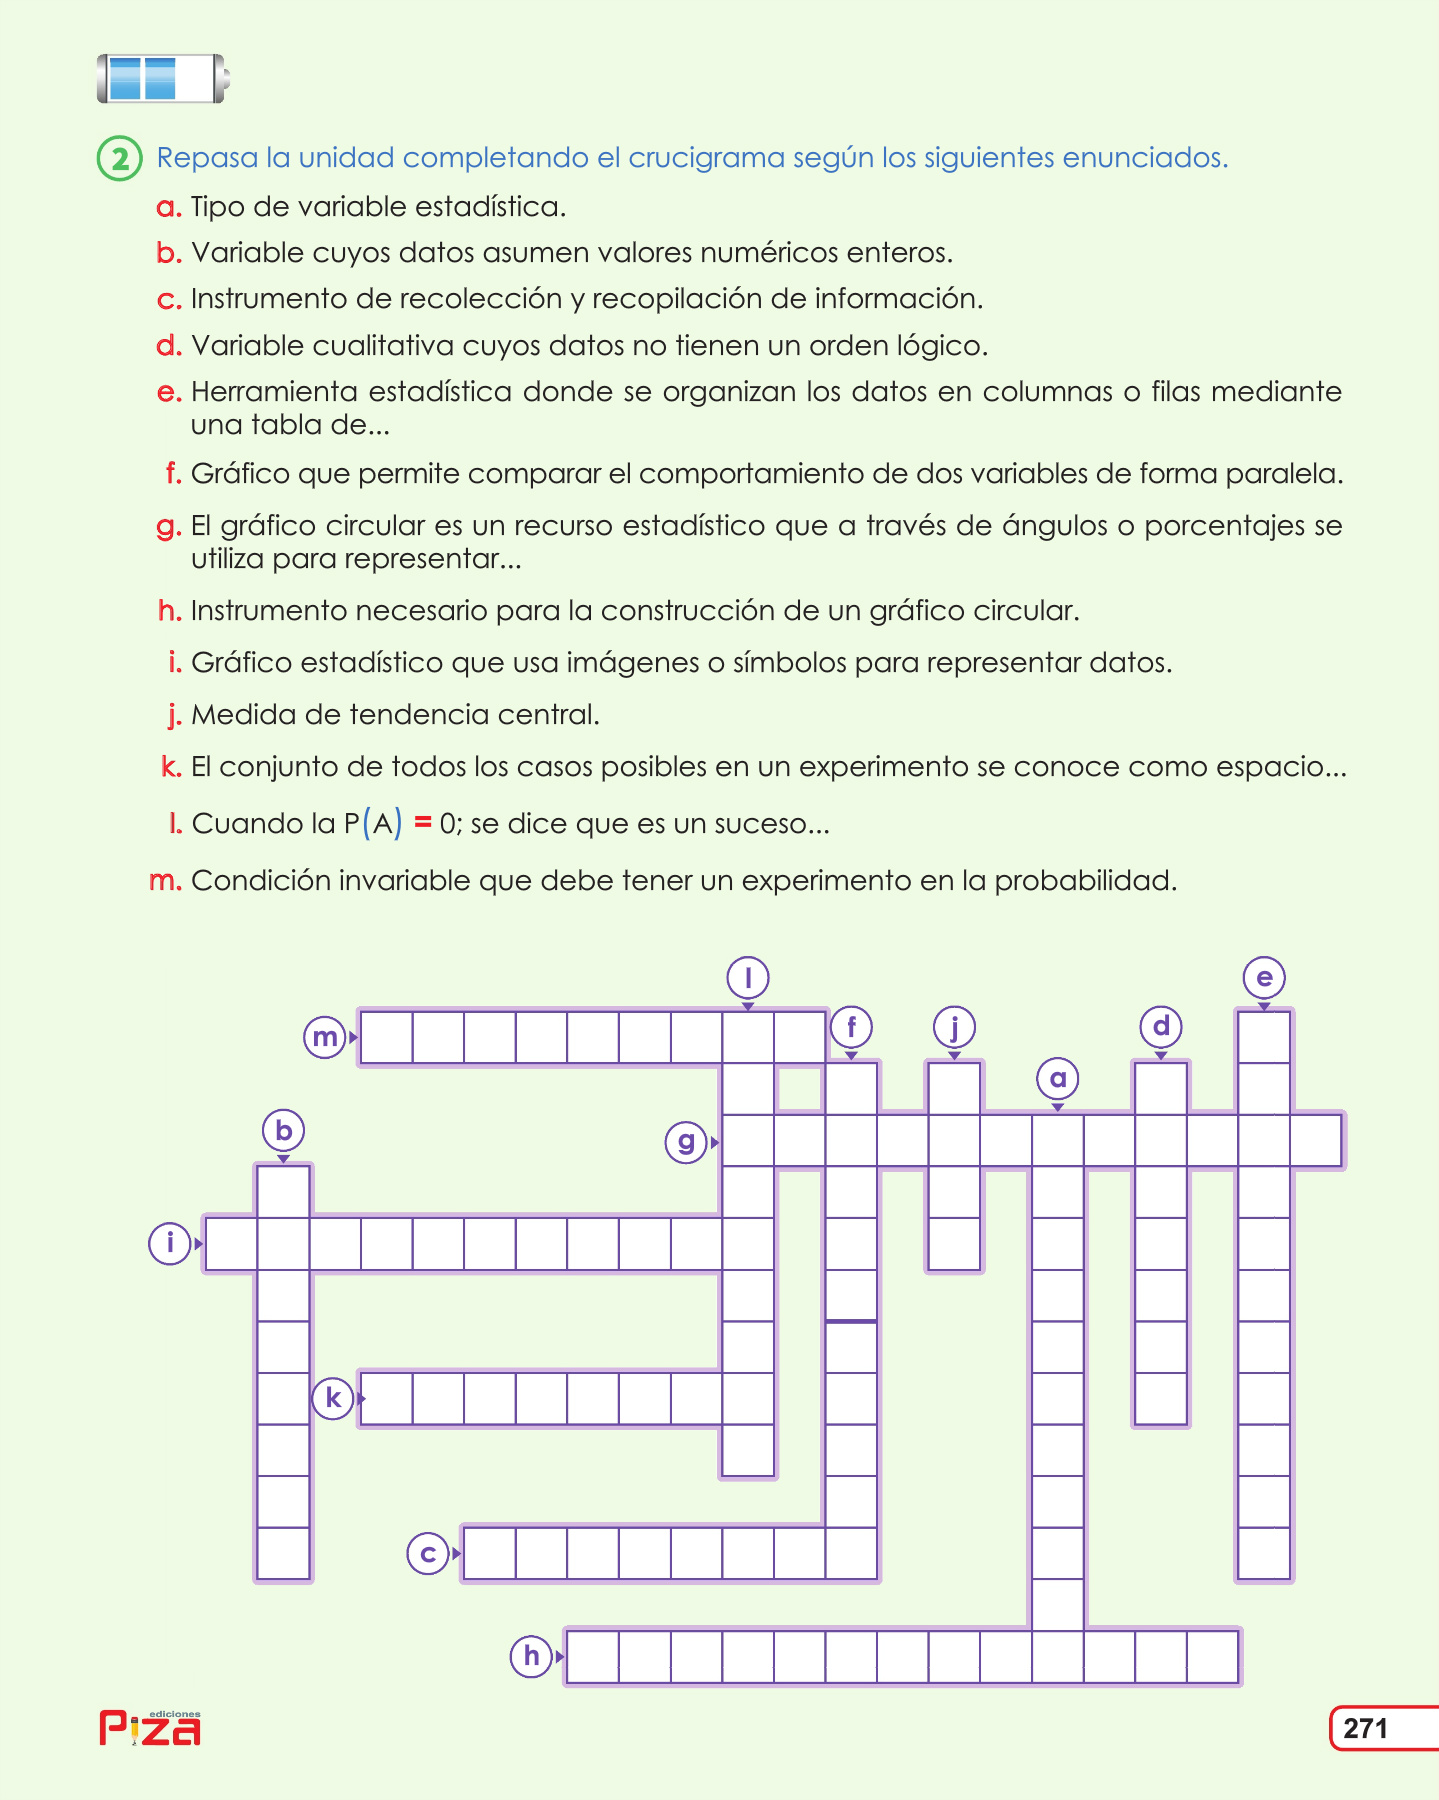 2 Repasa la unidad completando el crucigrama según los siguientes enunciados.
a. Tipo de variable estadística.
b. Variable cuyos datos asumen valores numéricos enteros.
c. Instrumento de recolección y recopilación de información.
d. Variable cualitativa cuyos datos no tienen un orden lógico.
e. Herramienta estadística donde se organizan los datos en columnas o filas mediante
una tabla de...
f. Gráfico que permite comparar el comportamiento de dos variables de forma paralela.
g. El gráfico circular es un recurso estadístico que a través de ángulos o porcentajes se
utiliza para representar...
h. Instrumento necesario para la construcción de un gráfico circular.
i. Gráfico estadístico que usa imágenes o símbolos para representar datos.
j. Medida de tendencia central.
k. El conjunto de todos los casos posibles en un experimento se conoce como espacio...
l. Cuando la P(A) = 0; se dice que es un suceso...
m. Condición invariable que debe tener un experimento en la probabilidad.
l
e
m
f
j
d
a
b
g
i
k
c
h
ediciones
Piza
271